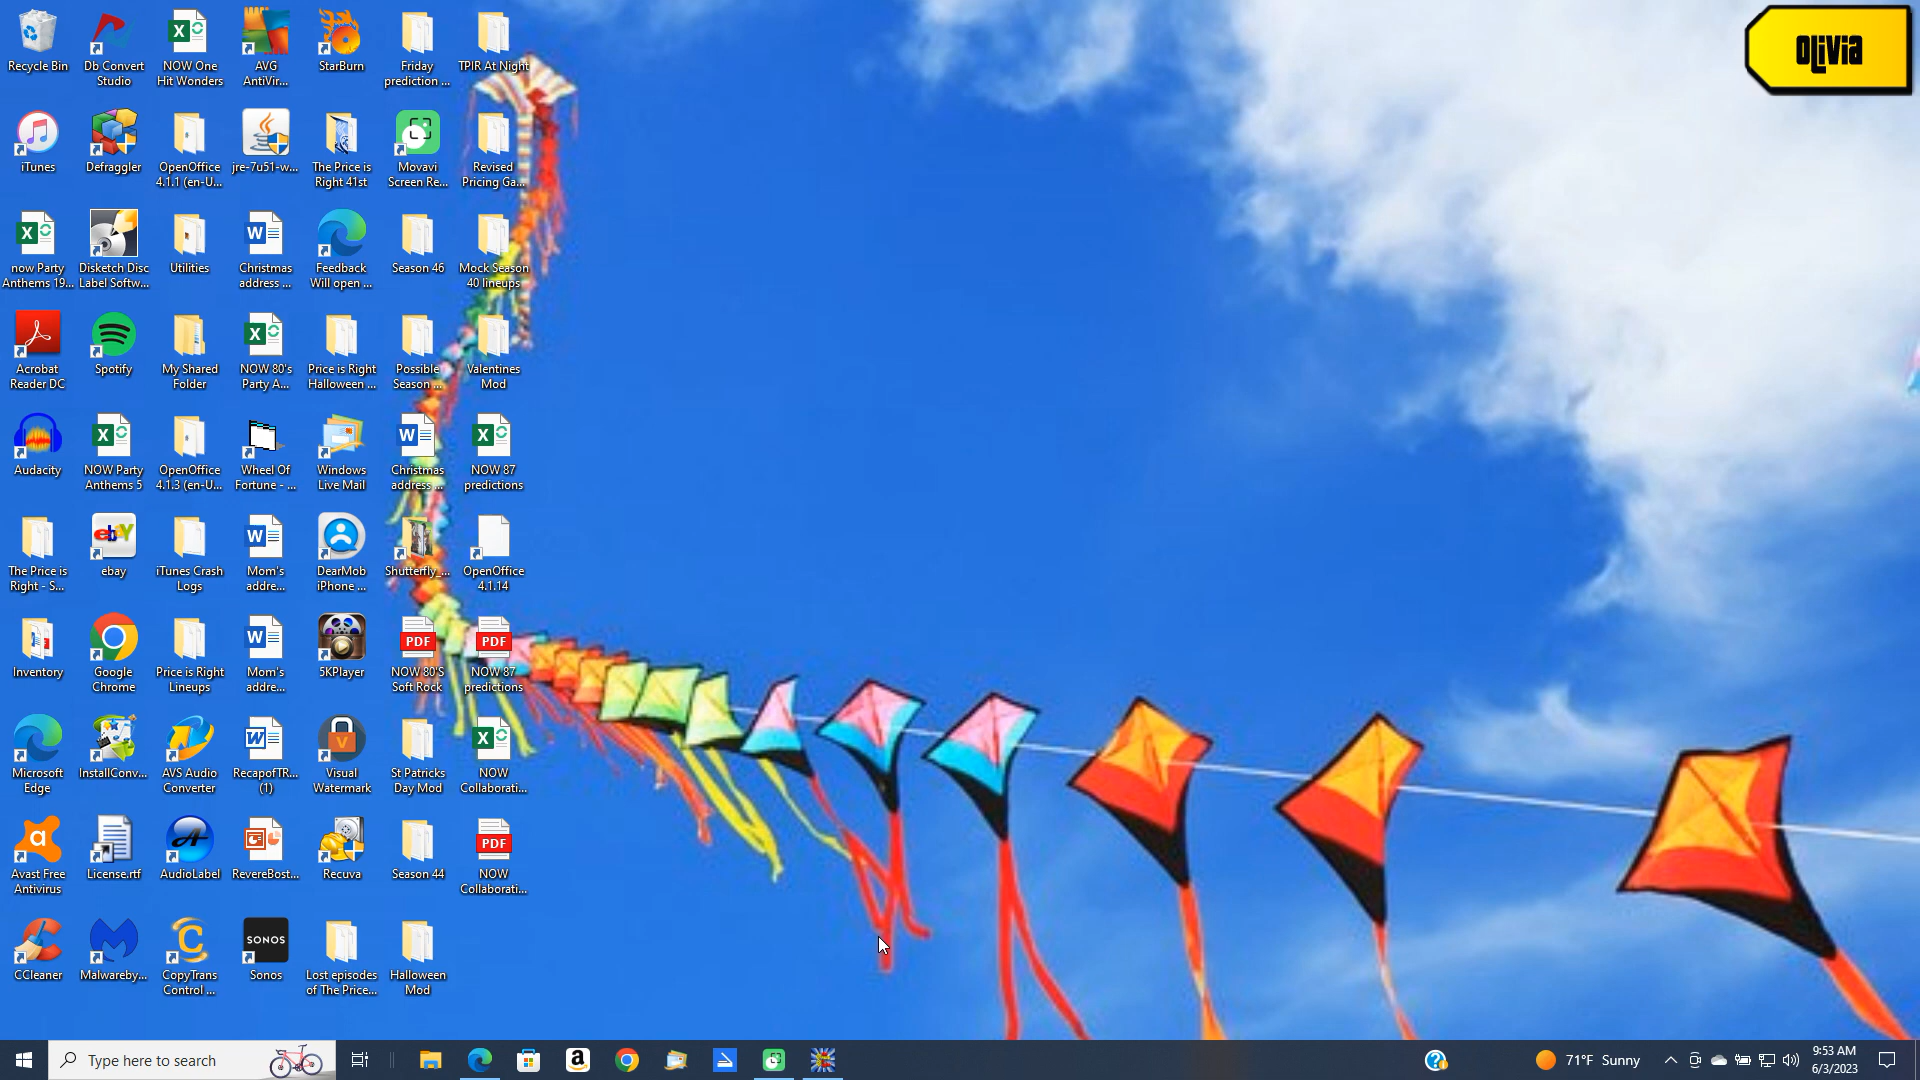 Olivia
Recycle Bin
Db Convert
Studio
NOW One
Hit Wonders
AVG
AntiVir...
StarBurn
Friday
prediction ...
TPIR At Night
iTunes
Defraggler
OpenOffice
4.1.1 (en-U...
jre-7u51-w...
The Price is
Right 41st
Movavi
Screen Re...
Revised
Pricing Ga...
now Party
Anthems 19...
Disketch Disc
Label Softw...
Utilities
Christmas
address ...
Feedback
Will open ...
Season 46
Mock Season
40 lineups
Acrobat
Reader DC
Spotify
My Shared
Folder
NOW 80's
Party A...
Price is Right
Halloween ...
Possible
Season ...
Valentines
Mod
Audacity
NOW Party
Anthems 5
OpenOffice
4.1.3 (en-U...
Wheel Of
Fortune - ...
Windows
Live Mail
Christmas
address ...
NOW 87
predictions
The Price is
Right - S...
ebay
ebay
iTunes Crash
Logs
Mom's
addre...
DearMob
iPhone ...
Shutterfly_...
OpenOffice
4.1.14
Inventory
Google
Chrome
Price is Right
Lineups
Mom's
addre...
5KPlayer
PDF
NOW 80'S
Soft Rock
PDF
NOW 87
predictions
Microsoft
Edge
InstallConv...
AVS Audio
Converter
RecapofTR...
(1)
Visual
Watermark
St Patricks
Day Mod
NOW
Collaborati...
Avast Free
Antivirus
License.rtf
AudioLabel
RevereBost...
Recuva
Season 44
PDF
NOW
Collaborati...
CCleaner
Malwareby...
CopyTrans
Control ...
SONOS
Sonos
Lost episodes
of The Price...
Halloween
Mod
Type here to search
71°F Sunny
9:53 AM
6/3/2023